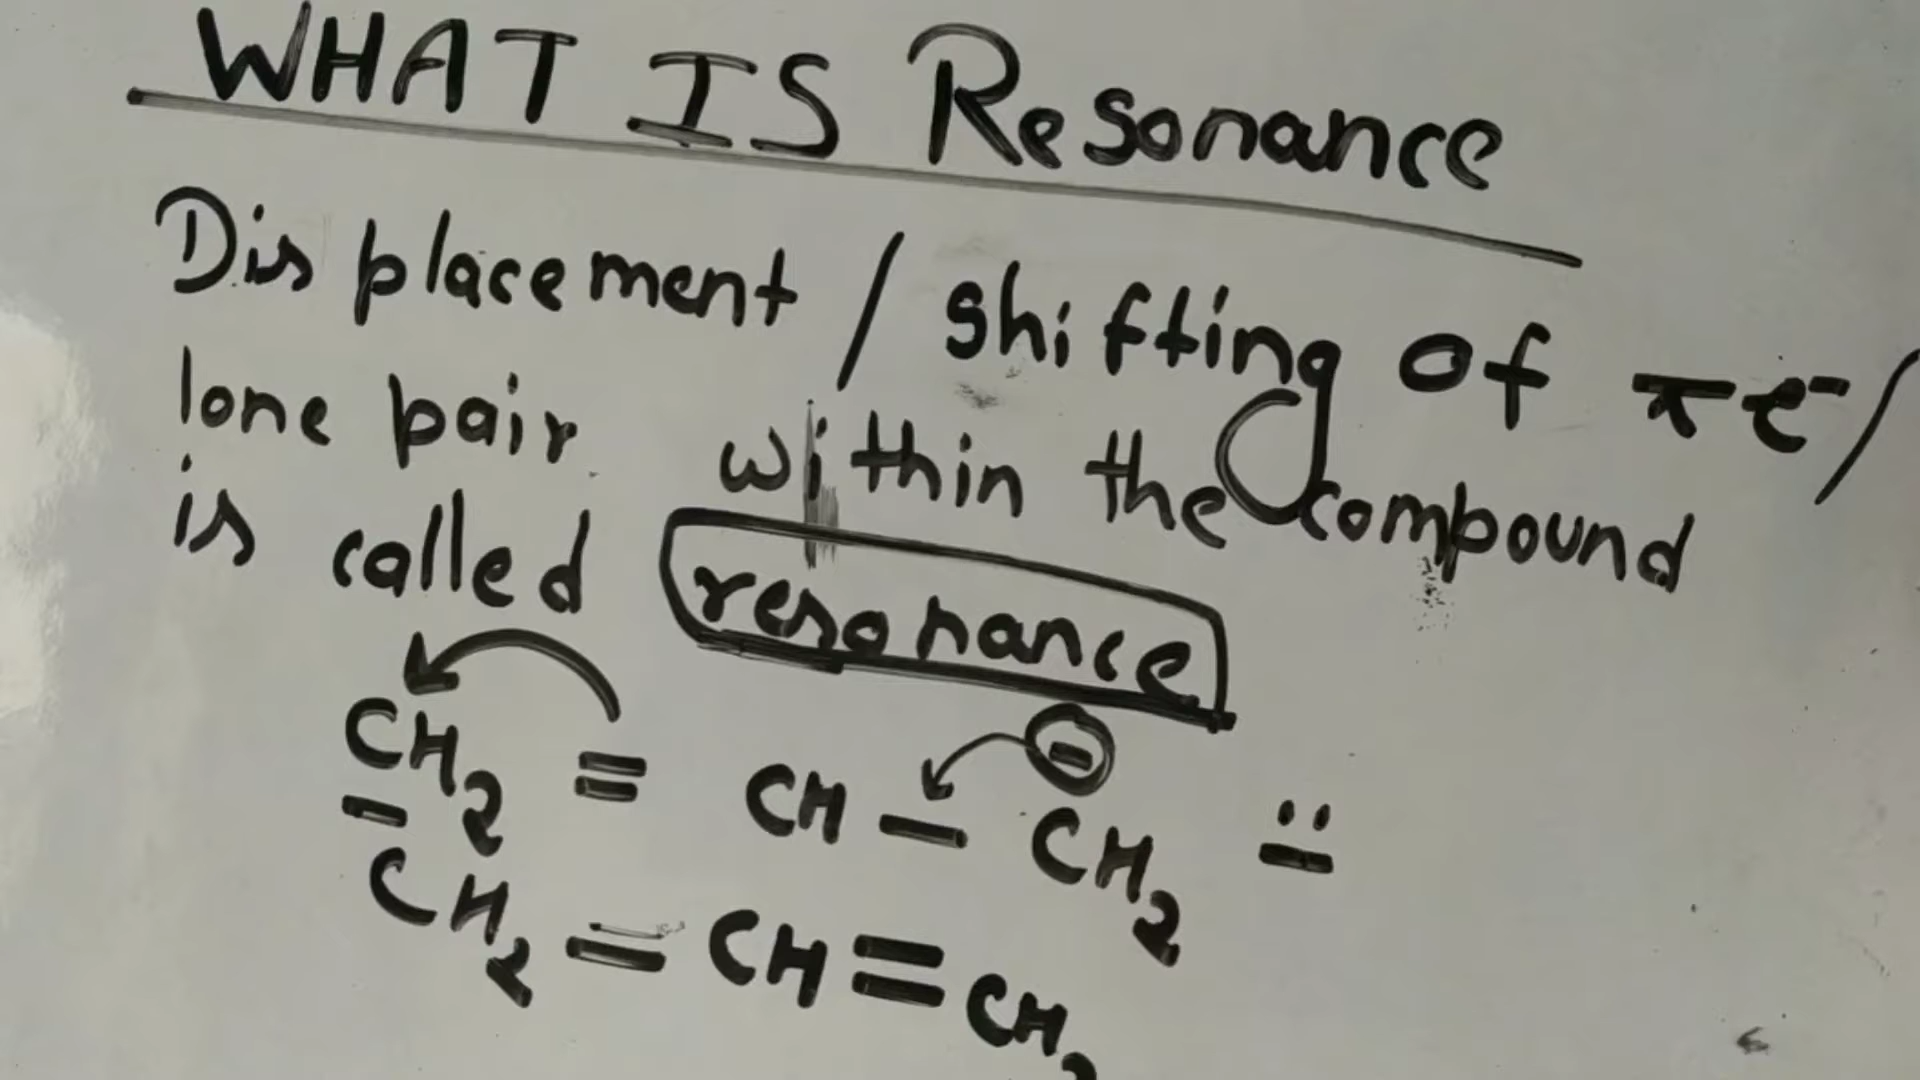 WHAT IS Resonance
Displacement / shifting of πe⁻/
lone pair within the compound
is called resonance
CH₂ = CH – CH₂
CH₂ – CH = CH₂